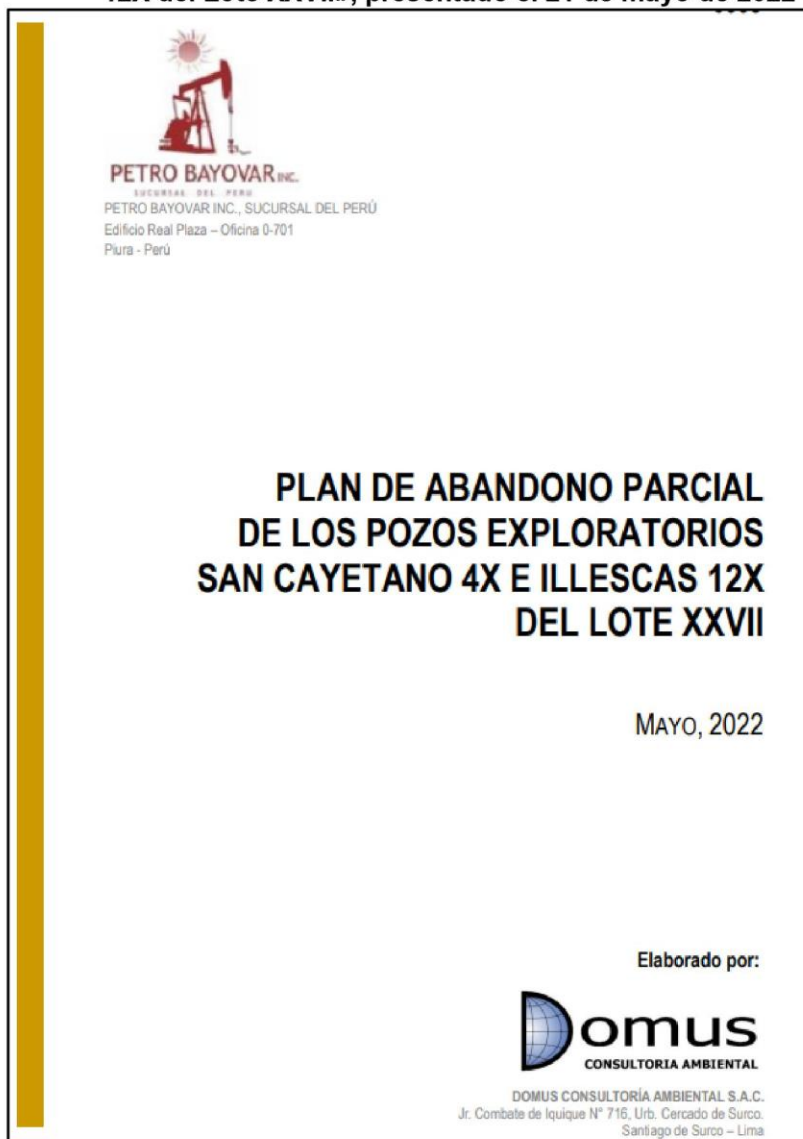 PETRO BAYOVAR INC.
SUCURSAL DEL PERU
PETRO BAYOVAR INC., SUCURSAL DEL PERÚ
Edificio Real Plaza – Oficina 0-701
Piura - Perú
PLAN DE ABANDONO PARCIAL
DE LOS POZOS EXPLORATORIOS
SAN CAYETANO 4X E ILLESCAS 12X
DEL LOTE XXVII
MAYO, 2022
Elaborado por:
Domus
CONSULTORIA AMBIENTAL
DOMUS CONSULTORÍA AMBIENTAL S.A.C.
Jr. Combate de Iquique N° 716, Urb. Cercado de Surco.
Santiago de Surco – Lima